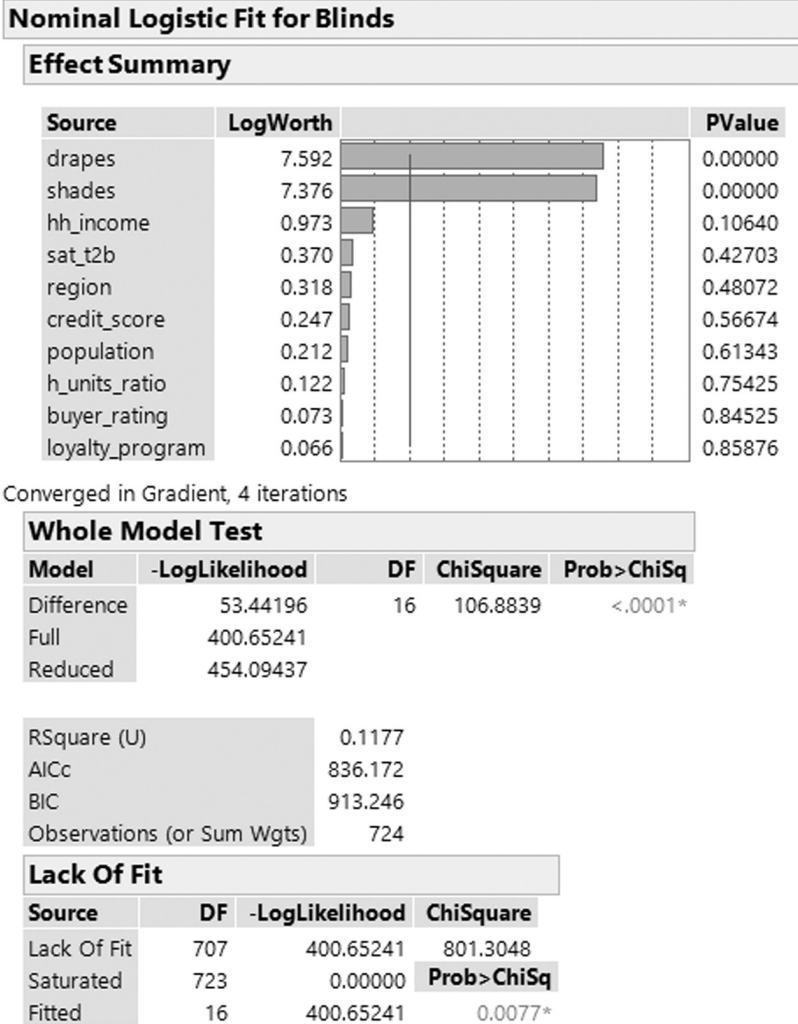 Nominal Logistic Fit for Blinds
Effect Summary
Source LogWorth PValue
drapes 7.592 0.00000
shades 7.376 0.00000
hh_income 0.973 0.10640
sat_t2b 0.370 0.42703
region 0.318 0.48072
credit_score 0.247 0.56674
population 0.212 0.61343
h_units_ratio 0.122 0.75425
buyer_rating 0.073 0.84525
loyalty_program 0.066 0.85876
Converged in Gradient, 4 iterations
Whole Model Test
Model -LogLikelihood DF ChiSquare Prob>ChiSq
Difference 53.44196 16 106.8839 <.0001*
Full 400.65241
Reduced 454.09437
RSquare (U) 0.1177
AICc 836.172
BIC 913.246
Observations (or Sum Wgts) 724
Lack Of Fit
Source DF -LogLikelihood ChiSquare
Lack Of Fit 707 400.65241 801.3048
Saturated 723 0.00000 Prob>ChiSq
Fitted 16 400.65241 0.0077*